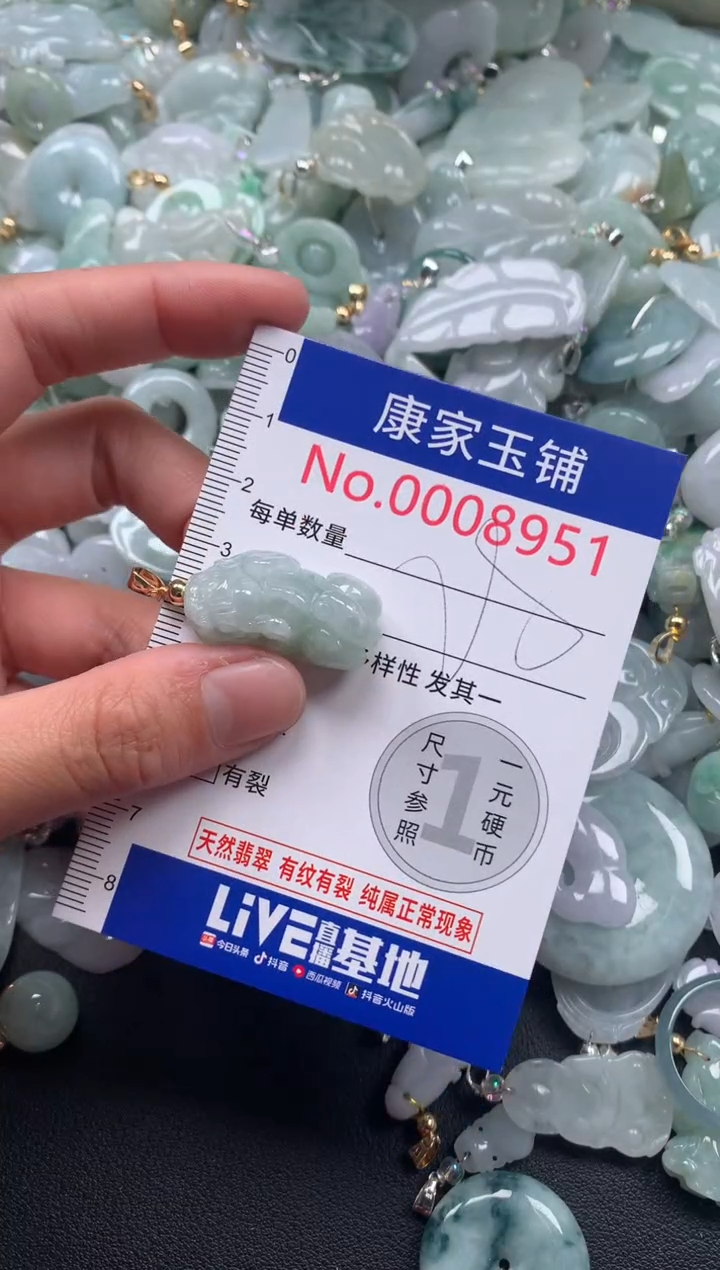 0
1
2
3
7
8
康家玉铺
No.0008951
每单数量
多样性 发其一
有裂
尺寸参照
1
一元硬币
天然翡翠 有纹有裂 纯属正常现象
LiVE直播基地
今日头条 抖音 西瓜视频 抖音火山版